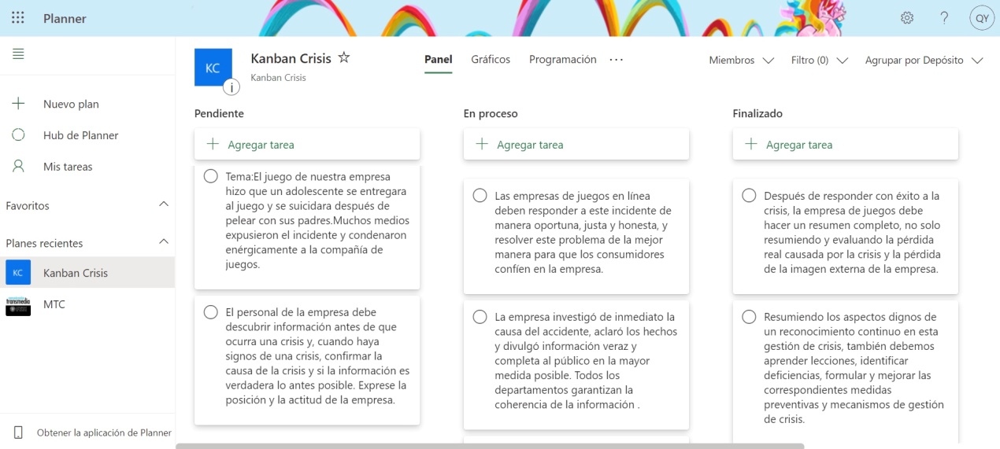 Planner
QY
Nuevo plan
Hub de Planner
Mis tareas
Favoritos
Planes recientes
KC
Kanban Crisis
transmedia
MTC
Obtener la aplicación de Planner
KC
Kanban Crisis
Kanban Crisis
Panel
Gráficos
Programación
Miembros
Filtro (0)
Agrupar por Depósito
Pendiente
Agregar tarea
Tema:El juego de nuestra empresa
hizo que un adolescente se entregara
al juego y se suicidara después de
pelear con sus padres.Muchos medios
expusieron el incidente y condenaron
enérgicamente a la compañía de
juegos.
El personal de la empresa debe
descubrir información antes de que
ocurra una crisis y, cuando haya
signos de una crisis, confirmar la
causa de la crisis y si la información es
verdadera lo antes posible. Exprese la
posición y la actitud de la empresa.
En proceso
Agregar tarea
Las empresas de juegos en línea
deben responder a este incidente de
manera oportuna, justa y honesta, y
resolver este problema de la mejor
manera para que los consumidores
confíen en la empresa.
La empresa investigó de inmediato la
causa del accidente, aclaró los hechos
y divulgó información veraz y
completa al público en la mayor
medida posible. Todos los
departamentos garantizan la
coherencia de la información .
Finalizado
Agregar tarea
Después de responder con éxito a la
crisis, la empresa de juegos debe
hacer un resumen completo, no solo
resumiendo y evaluando la pérdida
real causada por la crisis y la pérdida
de la imagen externa de la empresa.
Resumiendo los aspectos dignos de
un reconocimiento continuo en esta
gestión de crisis, también debemos
aprender lecciones, identificar
deficiencias, formular y mejorar las
correspondientes medidas
preventivas y mecanismos de gestión
de crisis.